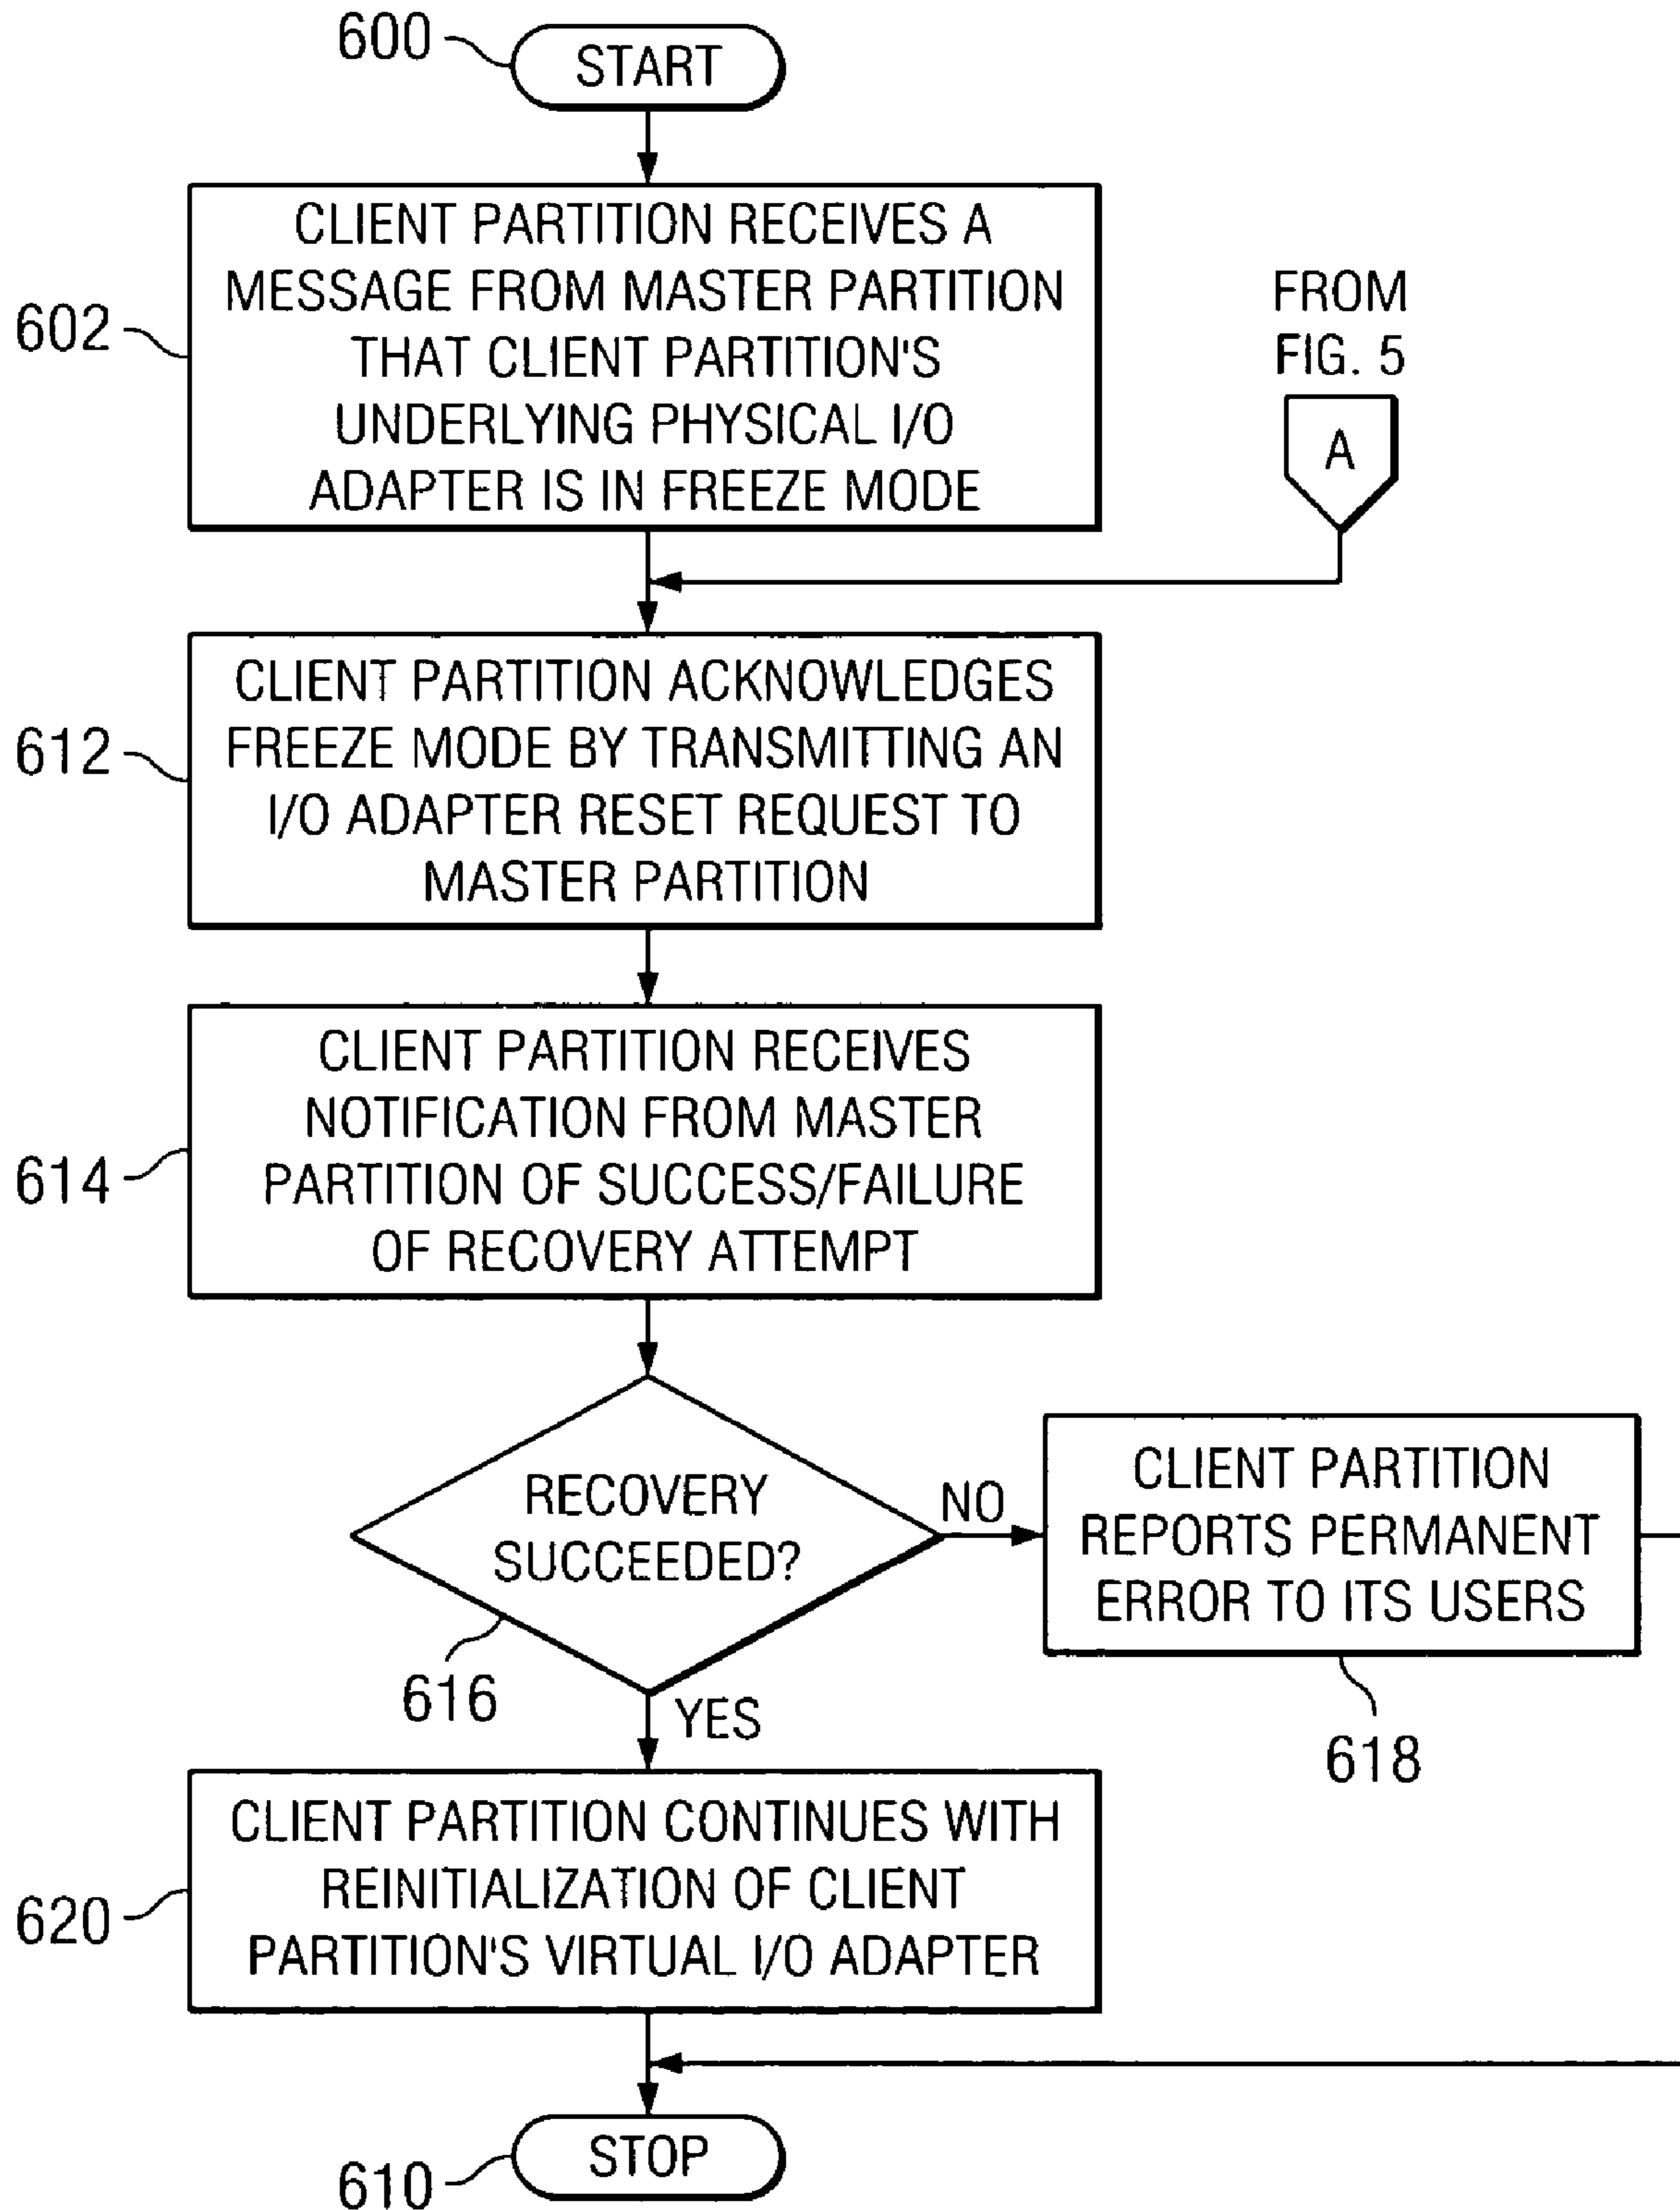 600
START
602
CLIENT PARTITION RECEIVES A
MESSAGE FROM MASTER PARTITION
THAT CLIENT PARTITION'S
UNDERLYING PHYSICAL I/O
ADAPTER IS IN FREEZE MODE
FROM
FIG. 5
A
612
CLIENT PARTITION ACKNOWLEDGES
FREEZE MODE BY TRANSMITTING AN
I/O ADAPTER RESET REQUEST TO
MASTER PARTITION
614
CLIENT PARTITION RECEIVES
NOTIFICATION FROM MASTER
PARTITION OF SUCCESS/FAILURE
OF RECOVERY ATTEMPT
RECOVERY
SUCCEEDED?
616
NO
CLIENT PARTITION
REPORTS PERMANENT
ERROR TO ITS USERS
618
YES
620
CLIENT PARTITION CONTINUES WITH
REINITIALIZATION OF CLIENT
PARTITION'S VIRTUAL I/O ADAPTER
STOP
610